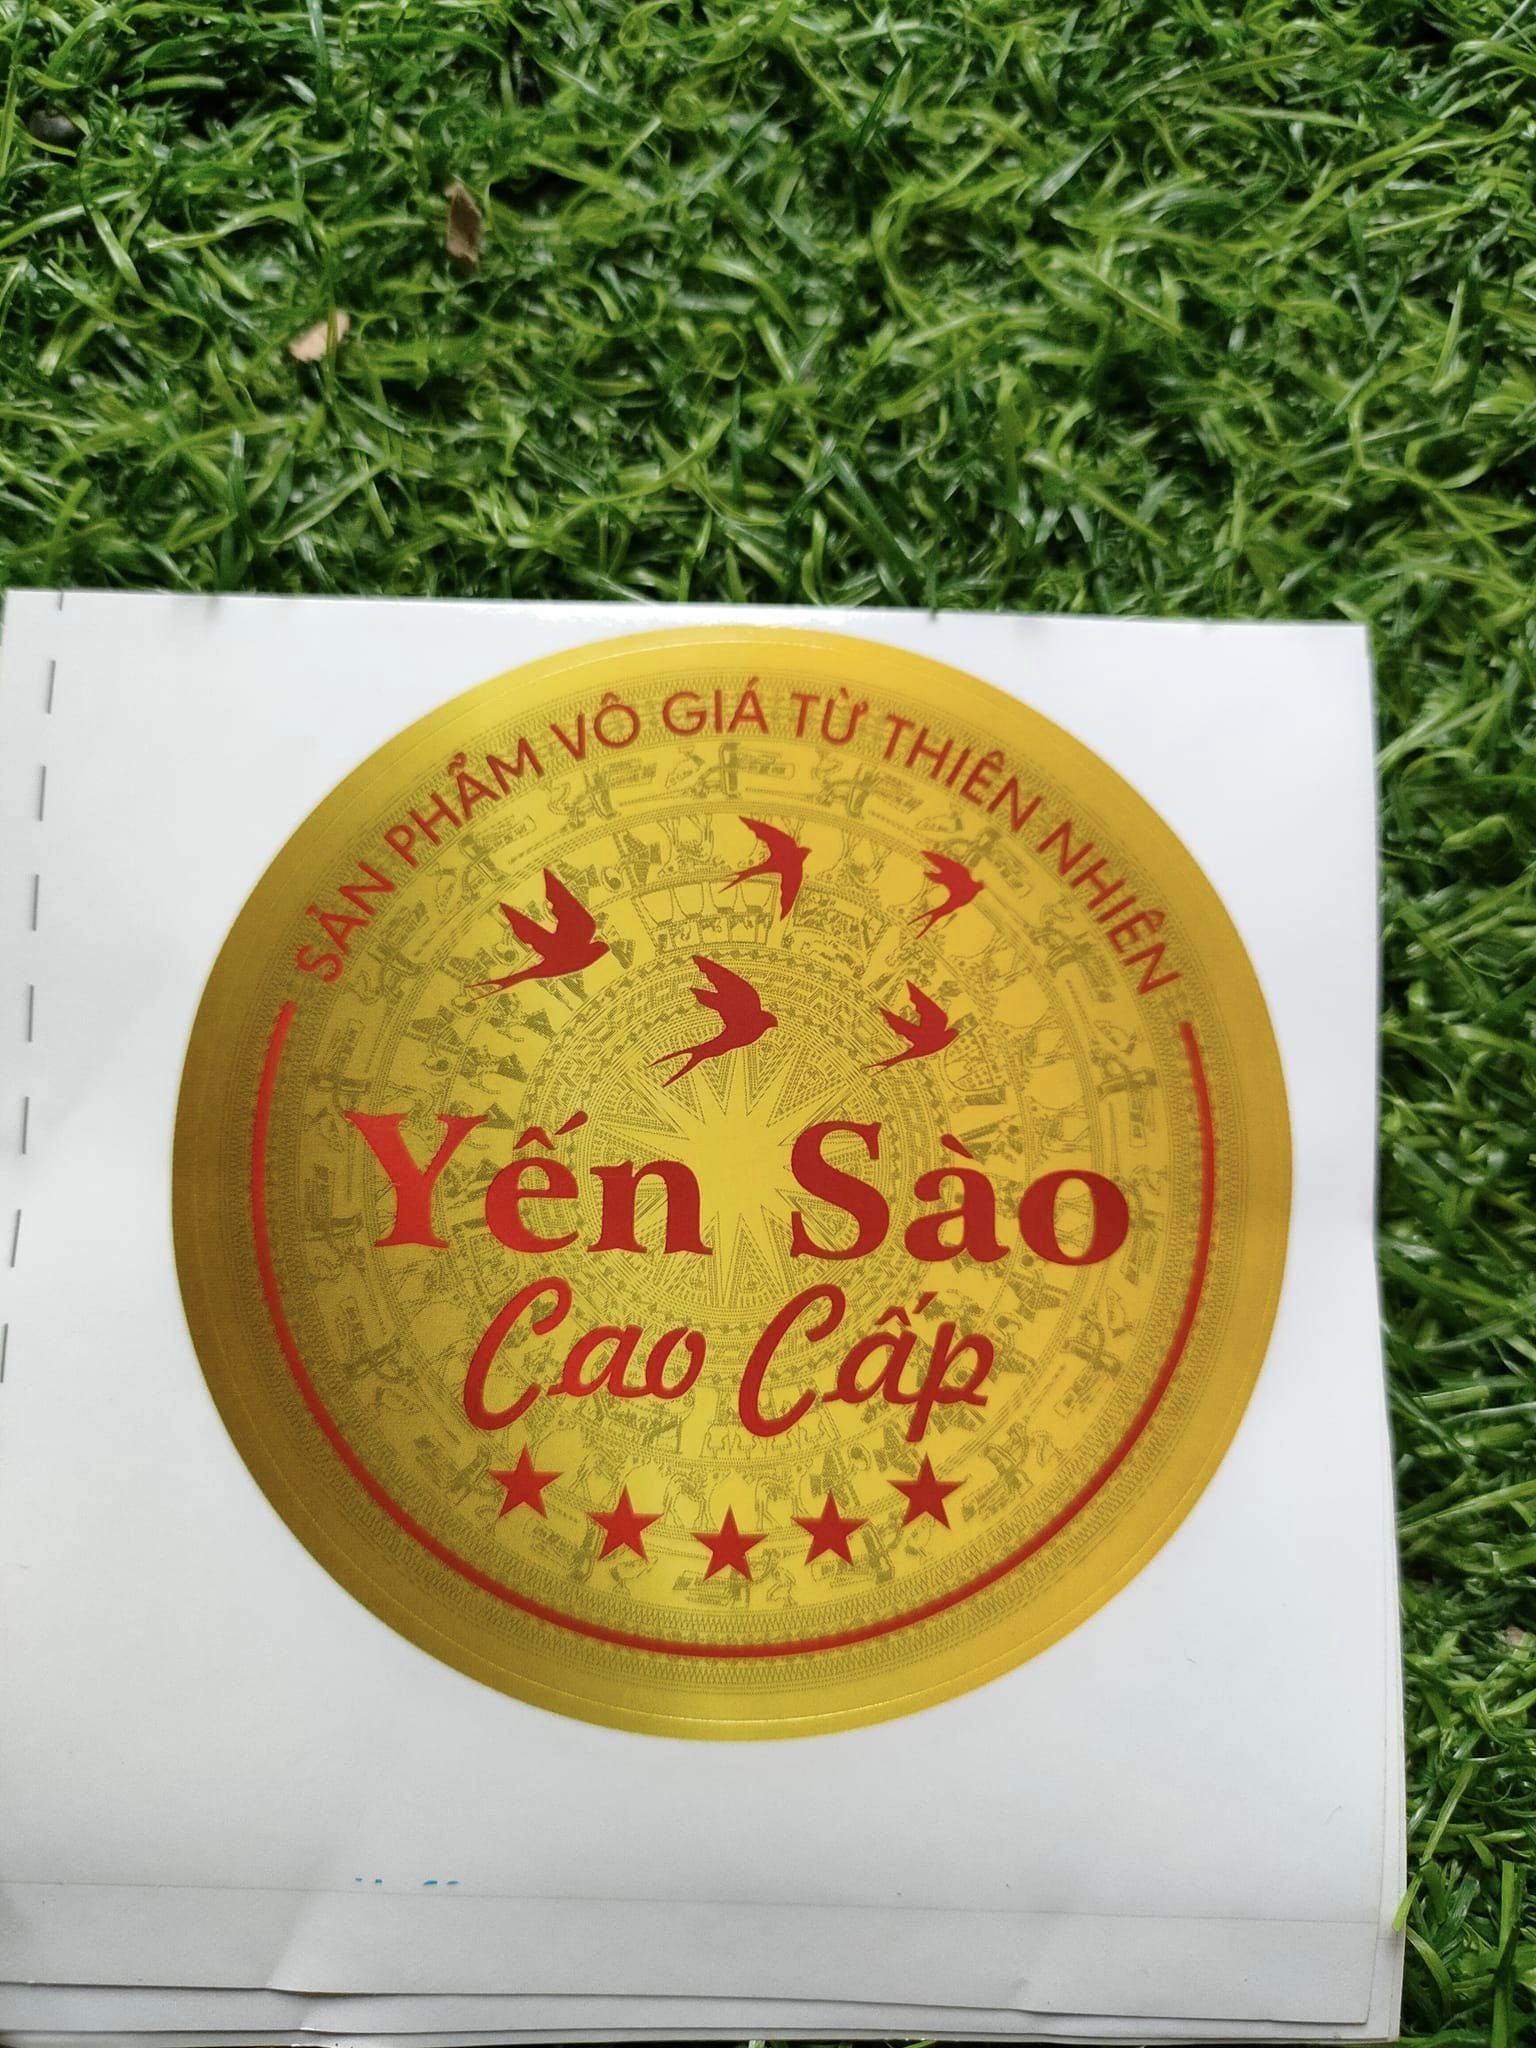 SẢN PHẨM VÔ GIÁ TỪ THIÊN NHIÊN
Yến Sào
Cao Cấp